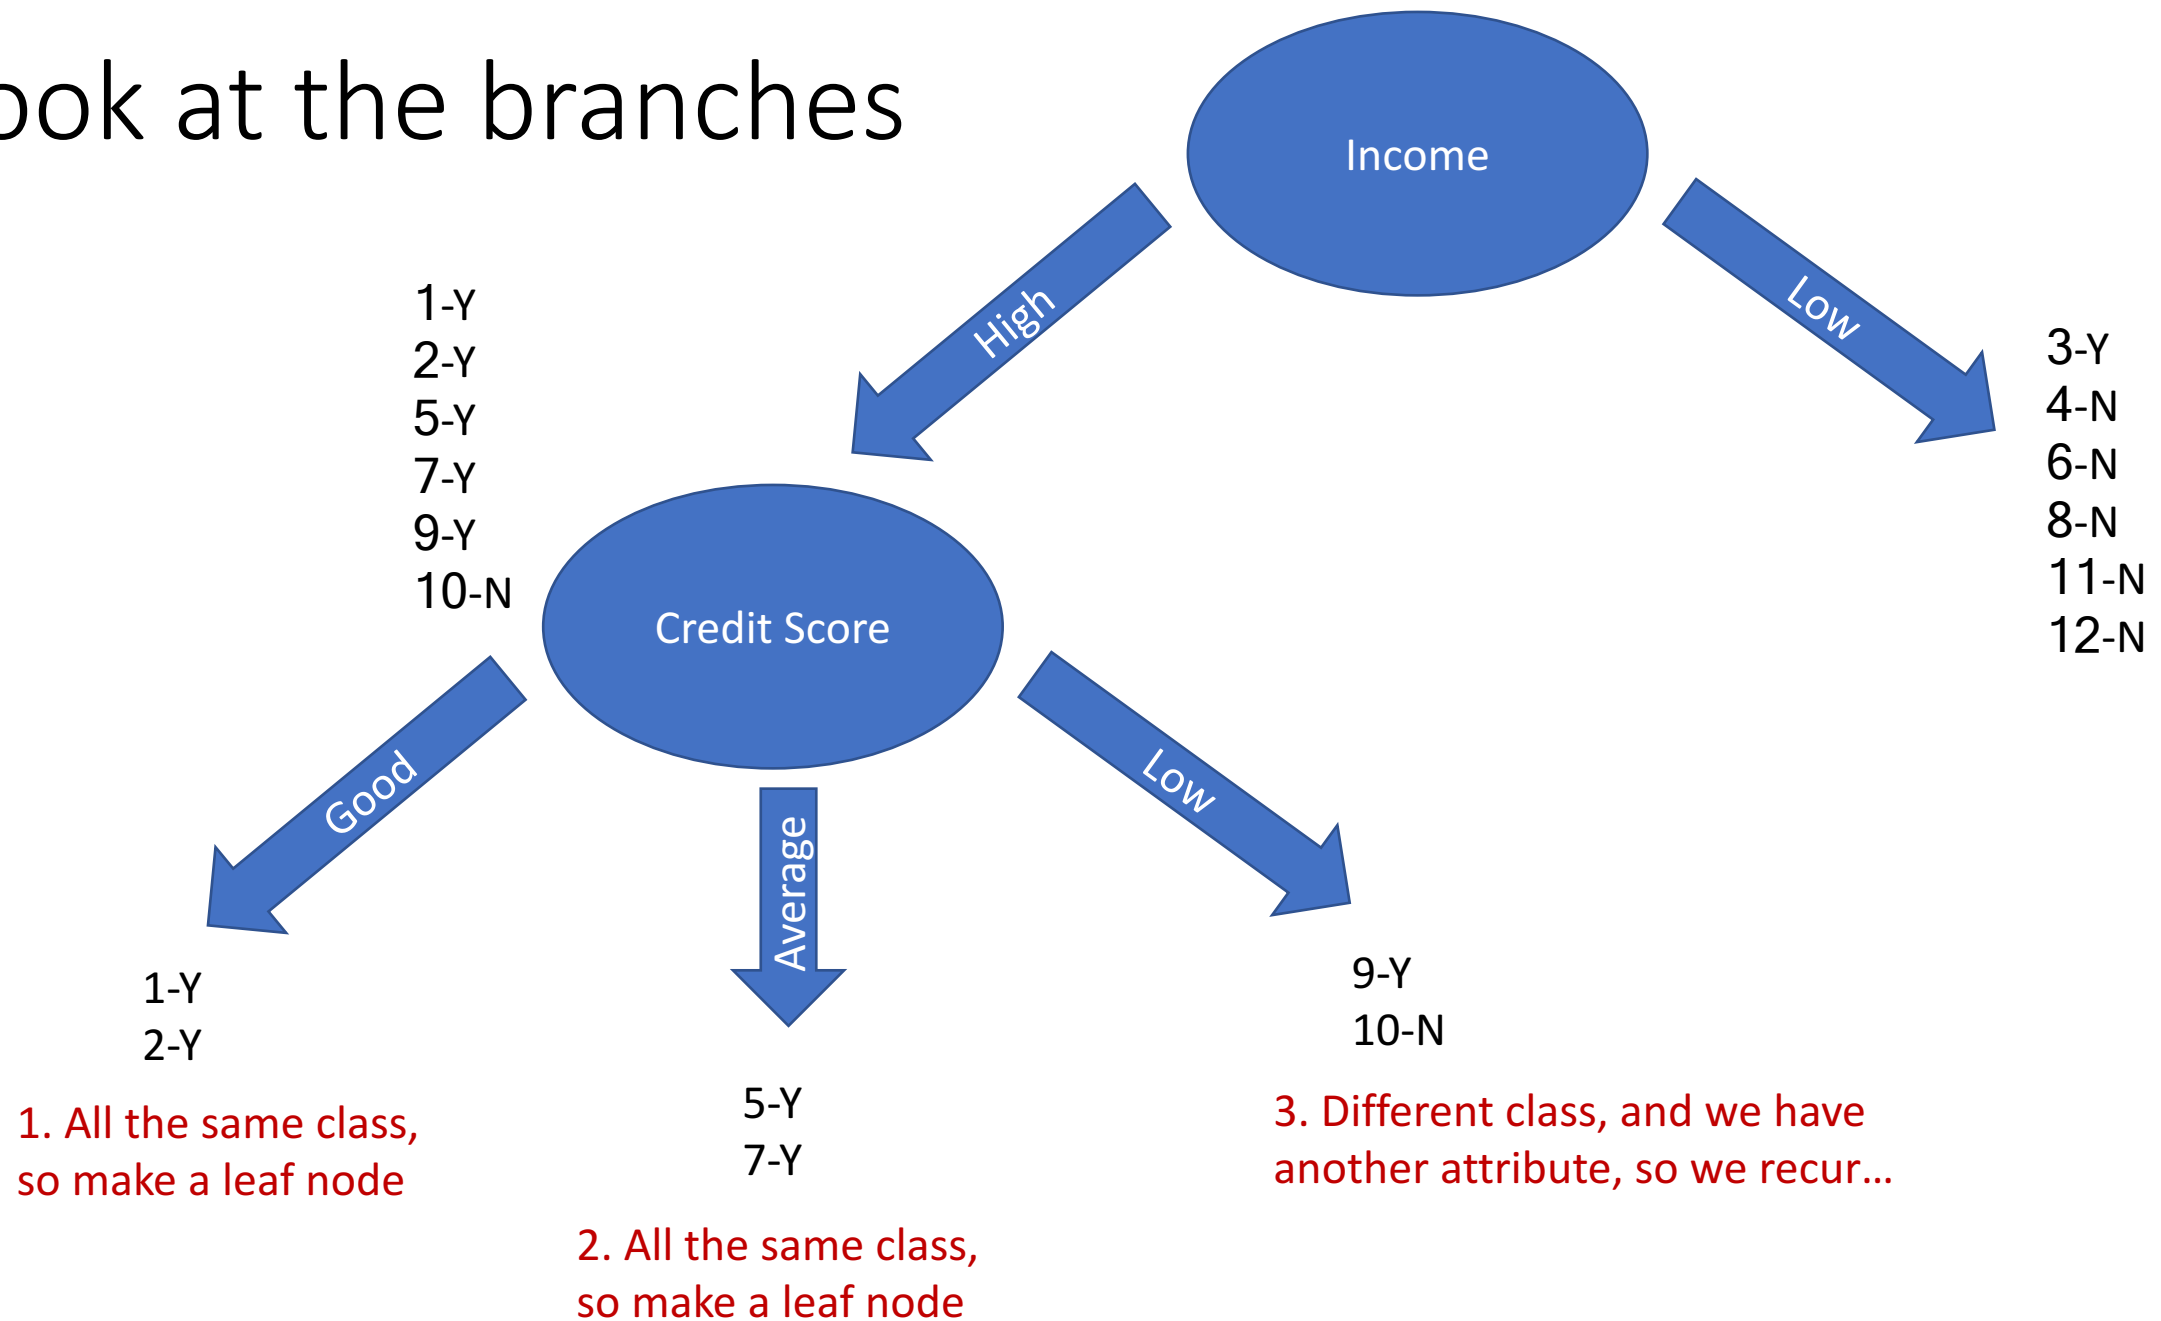 ook at the branches
Income
High
Low
1-Y
2-Y
5-Y
7-Y
9-Y
10-N
3-Y
4-N
6-N
8-N
11-N
12-N
Credit Score
Good
Average
Low
1-Y
2-Y
1. All the same class,
so make a leaf node
5-Y
7-Y
2. All the same class,
so make a leaf node
9-Y
10-N
3. Different class, and we have
another attribute, so we recur...